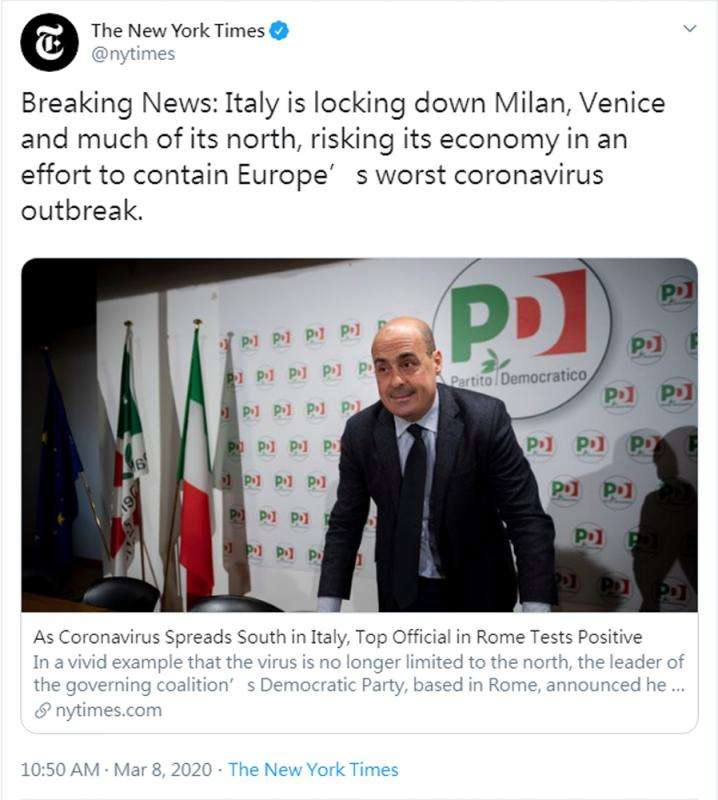 The New York Times
@nytimes
Breaking News: Italy is locking down Milan, Venice
and much of its north, risking its economy in an
effort to contain Europe’ s worst coronavirus
outbreak.
PD
Partito Democratico
As Coronavirus Spreads South in Italy, Top Official in Rome Tests Positive
In a vivid example that the virus is no longer limited to the north, the leader of
the governing coalition’ s Democratic Party, based in Rome, announced he ...
nytimes.com
10:50 AM · Mar 8, 2020 · The New York Times